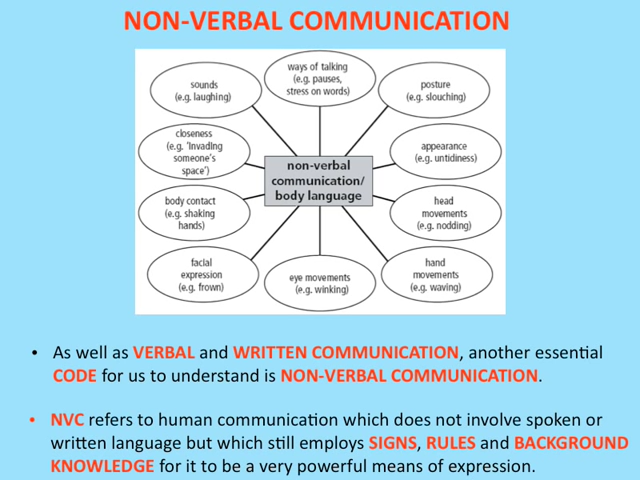 NON-VERBAL COMMUNICATION
ways of talking
(e.g. pauses,
stress on words)
sounds
(e.g. laughing)
posture
(e.g. slouching)
closeness
(e.g. 'invading
someone's
space')
appearance
(e.g. untidiness)
non-verbal
communication/
body language
body contact
(e.g. shaking
hands)
head
movements
(e.g. nodding)
facial
expression
(e.g. frown)
eye movements
(e.g. winking)
hand
movements
(e.g. waving)
• As well as VERBAL and WRITTEN COMMUNICATION, another essential
CODE for us to understand is NON-VERBAL COMMUNICATION.
• NVC refers to human communication which does not involve spoken or
written language but which still employs SIGNS, RULES and BACKGROUND
KNOWLEDGE for it to be a very powerful means of expression.